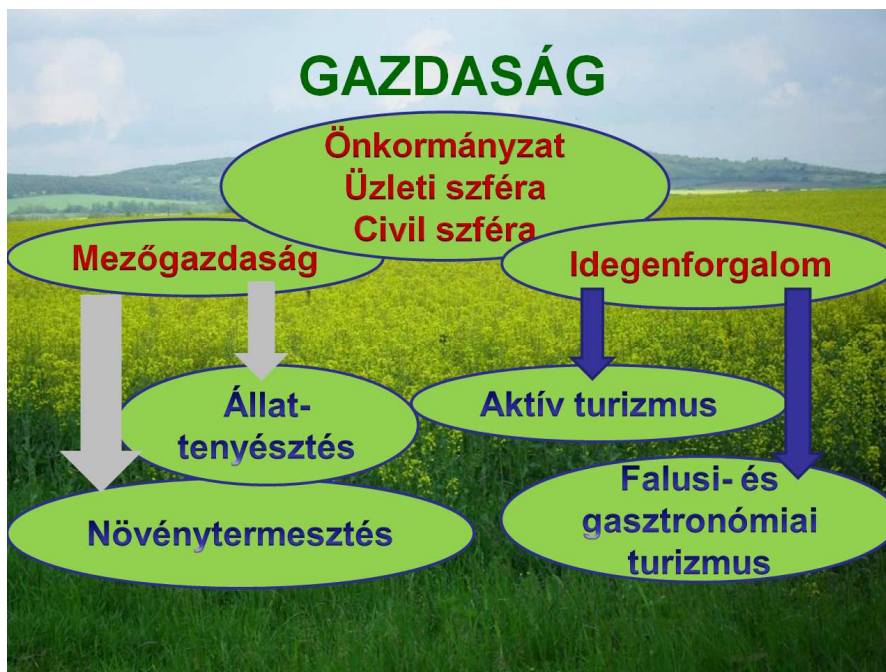 GAZDASÁG
Önkormányzat
Üzleti szféra
Civil szféra
Mezőgazdaság
Idegenforgalom
Állat-
tenyésztés
Aktív turizmus
Növénytermesztés
Falusi- és
gasztronómiai
turizmus